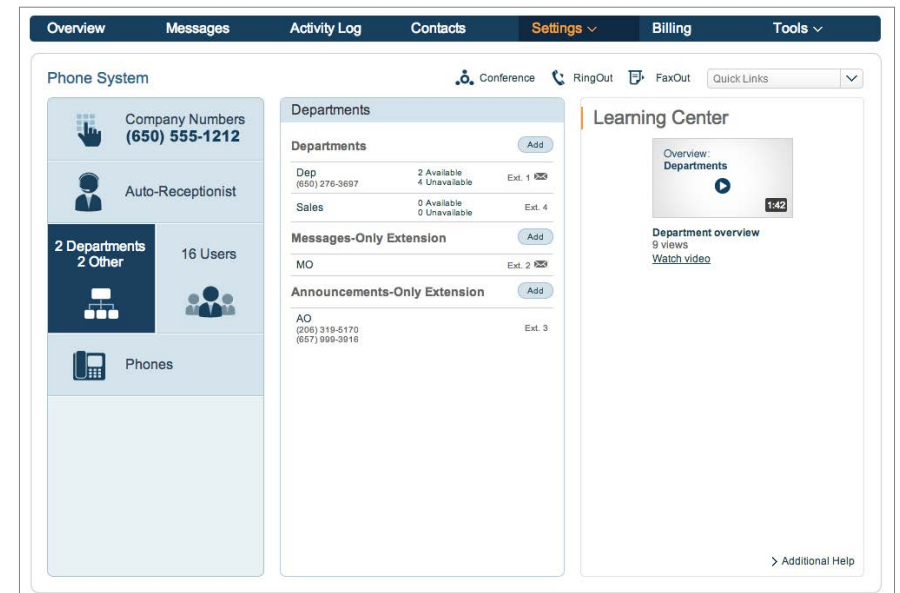 Overview Messages Activity Log Contacts Settings Billing Tools
Phone System
Conference RingOut FaxOut Quick Links
Company Numbers
(650) 555-1212
Auto-Receptionist
2 Departments
2 Other
16 Users
Phones
Departments
Departments Add
Dep 2 Available
(650) 276-3697 4 Unavailable Ext. 1
Sales 0 Available
0 Unavailable Ext. 4
Messages-Only Extension Add
MO Ext. 2
Announcements-Only Extension Add
AO
(206) 319-5170 Ext. 3
(657) 999-3916
Learning Center
Overview:
Departments
1:42
Department overview
9 views
Watch video
Additional Help